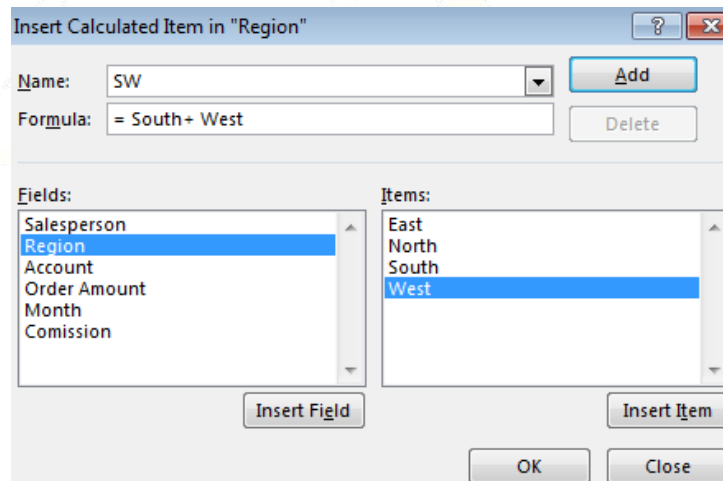 Insert Calculated Item in "Region"
Name: SW Add
Formula: = South+ West Delete
Fields: Items:
Salesperson East
Region North
Account South
Order Amount West
Month
Comission
Insert Field Insert Item
OK Close